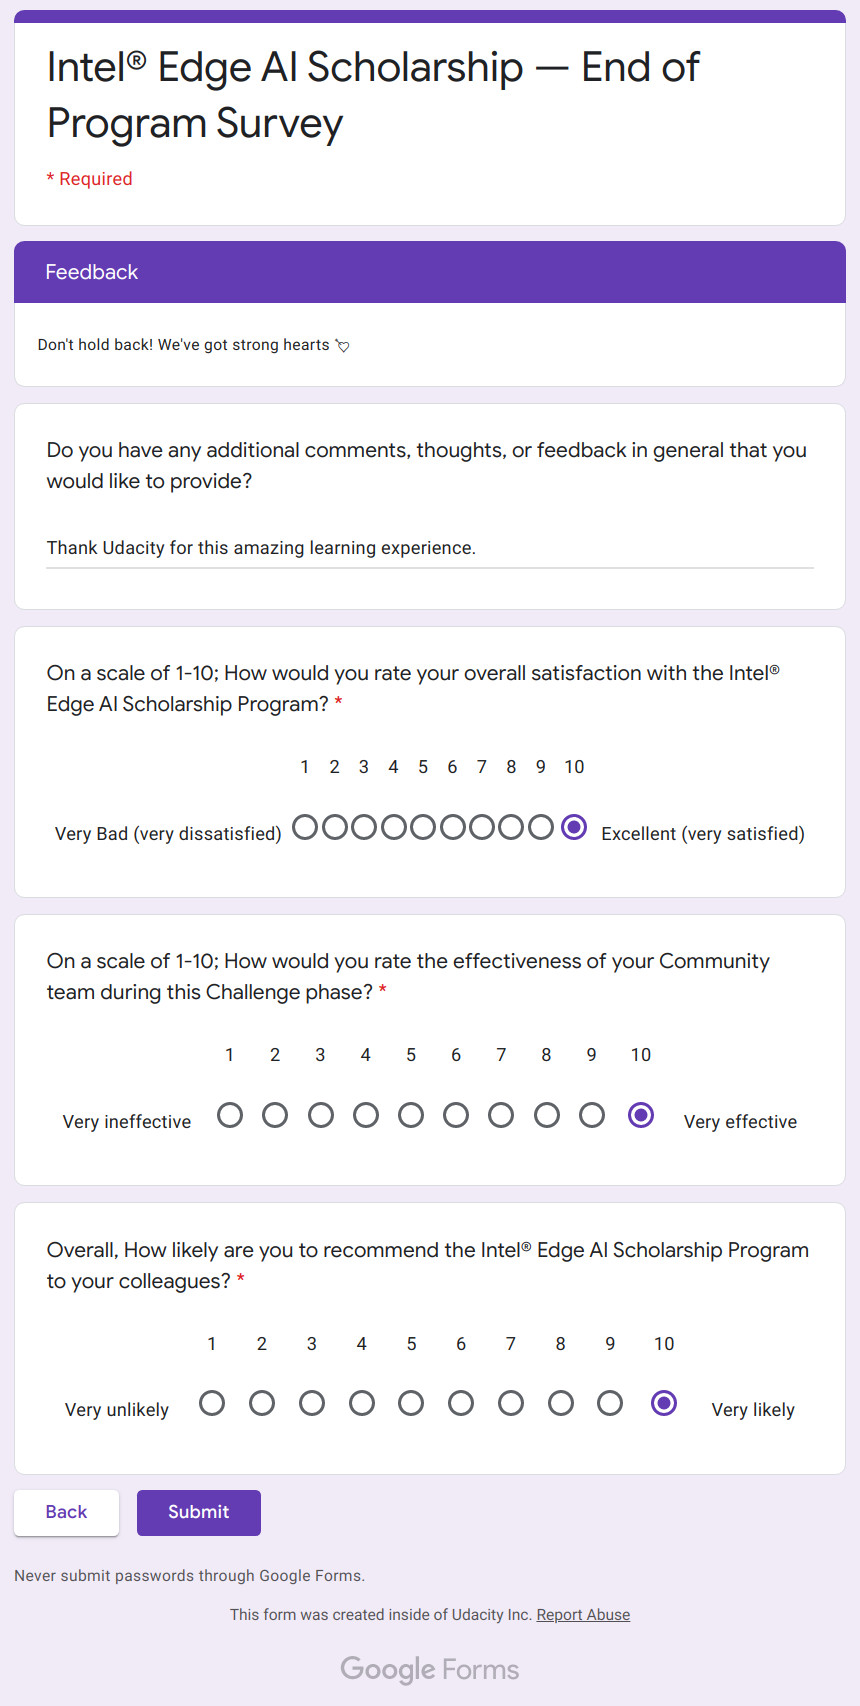 Intel® Edge AI Scholarship — End of
Program Survey
* Required
Feedback
Don't hold back! We've got strong hearts 💘
Do you have any additional comments, thoughts, or feedback in general that you
would like to provide?
Thank Udacity for this amazing learning experience.
On a scale of 1-10; How would you rate your overall satisfaction with the Intel®
Edge AI Scholarship Program? *
1 2 3 4 5 6 7 8 9 10
Very Bad (very dissatisfied) Excellent (very satisfied)
On a scale of 1-10; How would you rate the effectiveness of your Community
team during this Challenge phase? *
1 2 3 4 5 6 7 8 9 10
Very ineffective Very effective
Overall, How likely are you to recommend the Intel® Edge AI Scholarship Program
to your colleagues? *
1 2 3 4 5 6 7 8 9 10
Very unlikely Very likely
Back Submit
Never submit passwords through Google Forms.
This form was created inside of Udacity Inc. Report Abuse
Google Forms